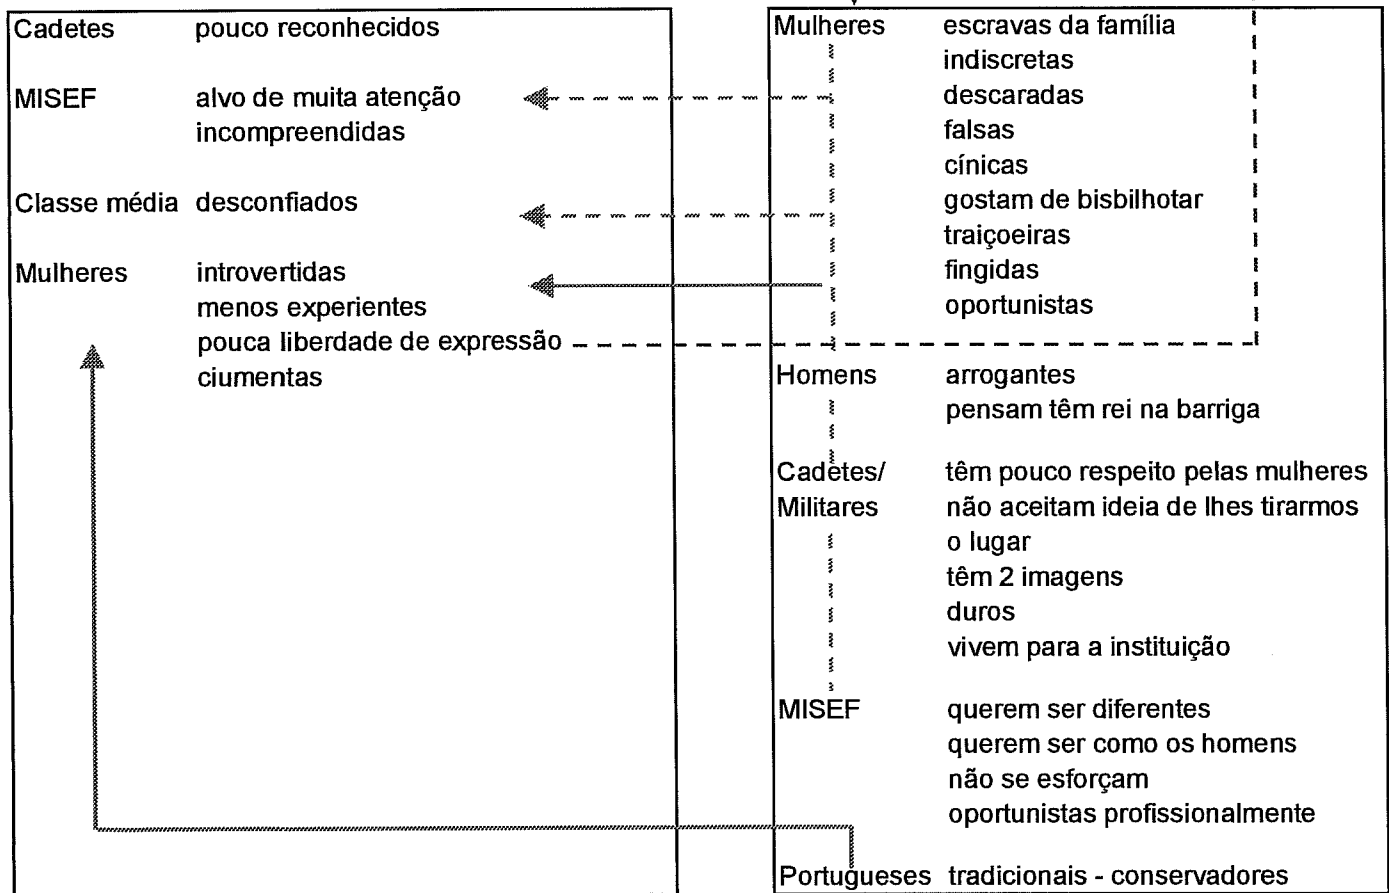 Cadetes pouco reconhecidos
MISEF alvo de muita atenção
incompreendidas
Classe média desconfiados
Mulheres introvertidas
menos experientes
pouca liberdade de expressão
ciumentas
Mulheres escravas da família
indiscretas
descaradas
falsas
cínicas
gostam de bisbilhotar
traiçoeiras
fingidas
oportunistas
Homens arrogantes
pensam têm rei na barriga
Cadetes/ têm pouco respeito pelas mulheres
Militares não aceitam ideia de lhes tirarmos
o lugar
têm 2 imagens
duros
vivem para a instituição
MISEF querem ser diferentes
querem ser como os homens
não se esforçam
oportunistas profissionalmente
Portugueses tradicionais - conservadores